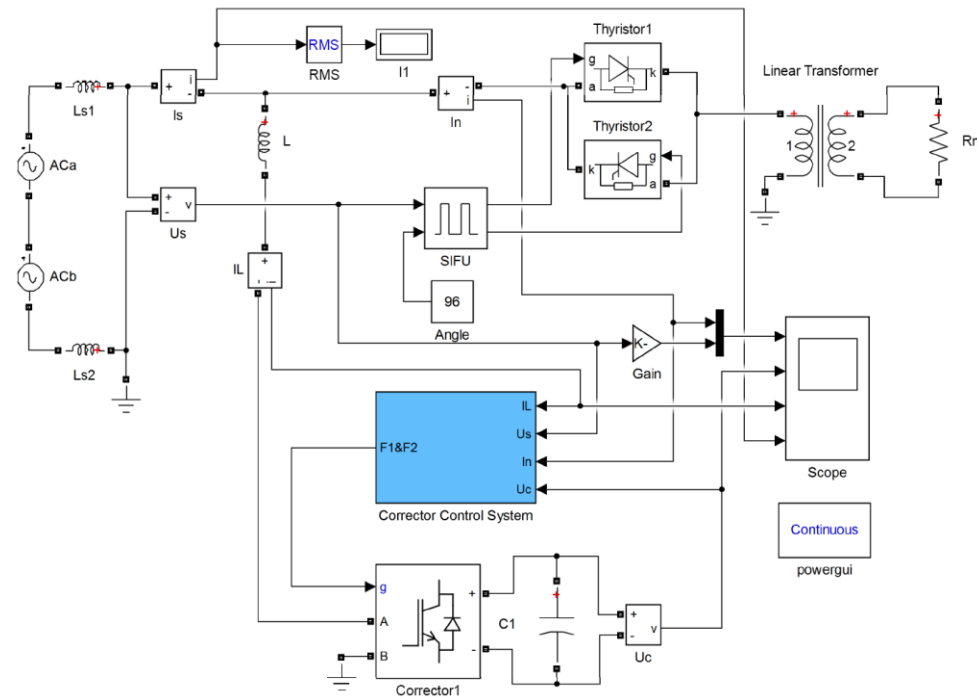 Thyristor1
RMS
RMS
I1
g
k
a
Linear Transformer
Ls1
+
i
-
Is
+
-
i
In
Thyristor2
k
g
a
1
2
Rn
L
ACa
+
-
v
Us
SIFU
ACb
IL
+
-
i
96
Angle
K-
Gain
Ls2
IL
F1&F2
Us
In
Uc
Scope
Corrector Control System
Continuous
powergui
g
A
B
+
-
C1
+
-
v
Uc
Corrector1